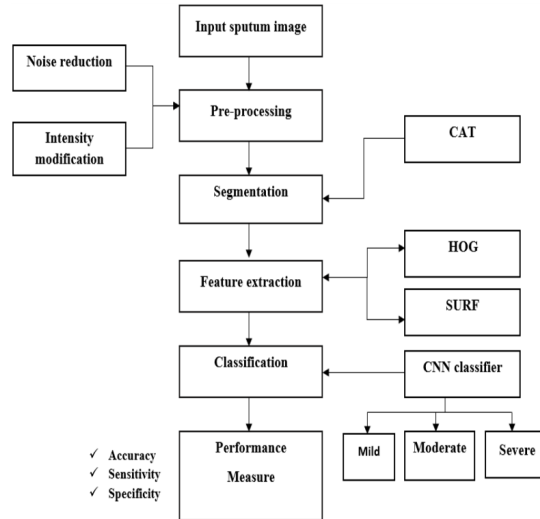 Input sputum image
Noise reduction
Pre-processing
Intensity
modification
CAT
Segmentation
HOG
Feature extraction
SURF
Classification
CNN classifier
Performance
Measure
Mild
Moderate
Severe
✓ Accuracy
✓ Sensitivity
✓ Specificity